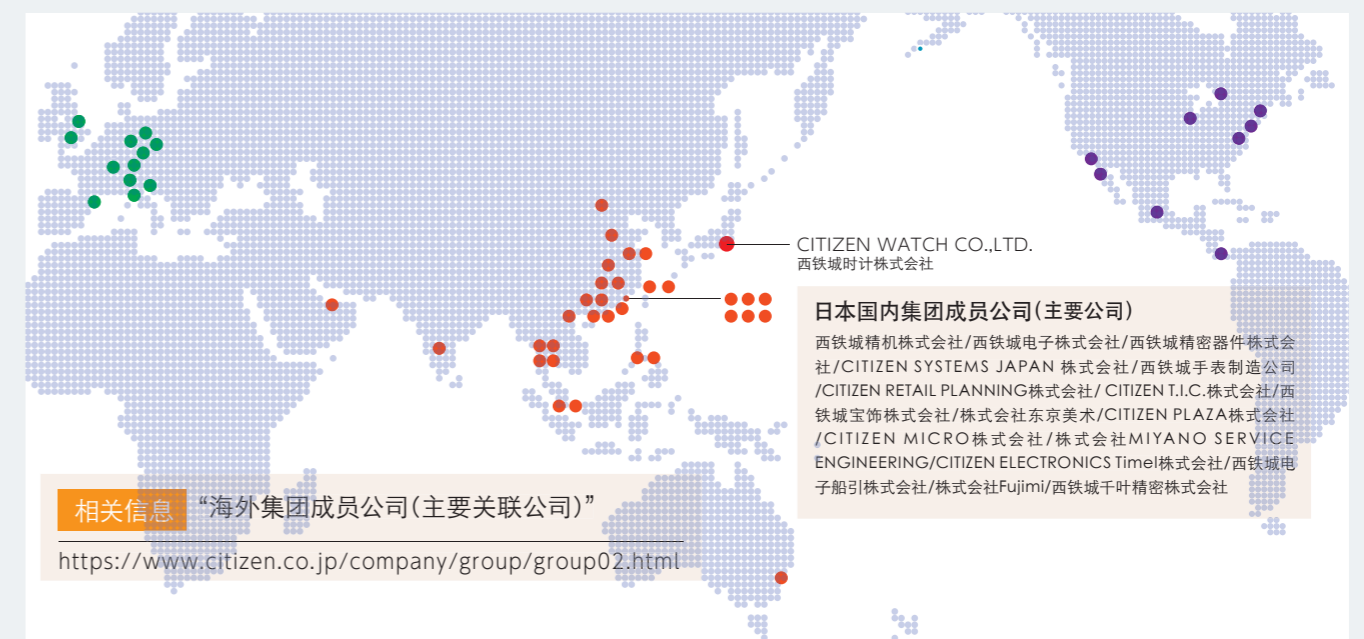 CITIZEN WATCH CO.,LTD.
西铁城时计株式会社
日本国内集团成员公司(主要公司)
西铁城精机株式会社/西铁城电子株式会社/西铁城精密器件株式会
社/CITIZEN SYSTEMS JAPAN 株式会社/西铁城手表制造公司
/CITIZEN RETAIL PLANNING株式会社/ CITIZEN T.I.C.株式会社/西
铁城宝饰株式会社/株式会社东京美术/CITIZEN PLAZA株式会社
/CITIZEN MICRO株式会社/株式会社MIYANO SERVICE
ENGINEERING/CITIZEN ELECTRONICS Timel株式会社/西铁城电
子船引株式会社/株式会社Fujimi/西铁城千叶精密株式会社
相关信息 “海外集团成员公司(主要关联公司)”
https://www.citizen.co.jp/company/group/group02.html